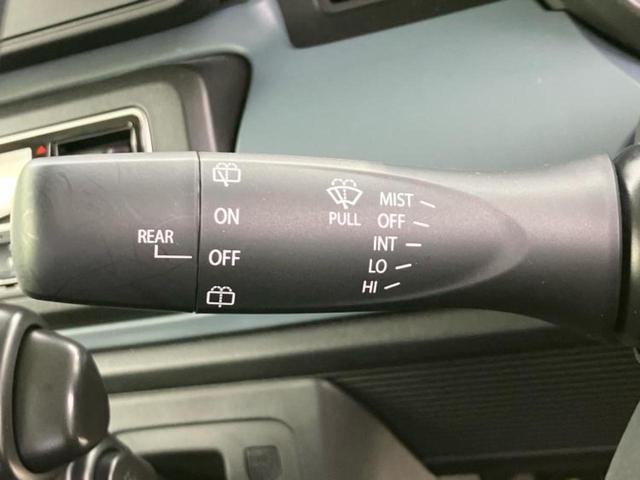 REAR
ON
OFF
PULL
MIST
OFF
INT
LO
HI